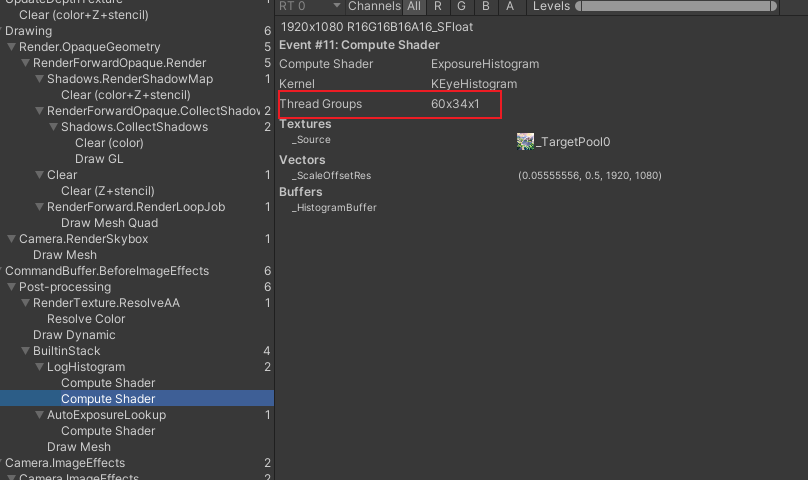 UpdateDepthTexture 1
Clear (color+Z+stencil)
Drawing 6
Render.OpaqueGeometry 5
RenderForwardOpaque.Render 5
Shadows.RenderShadowMap 1
Clear (color+Z+stencil)
RenderForwardOpaque.CollectShadow 2
Shadows.CollectShadows 2
Clear (color)
Draw GL
Clear 1
Clear (Z+stencil)
RenderForward.RenderLoopJob 1
Draw Mesh Quad
Camera.RenderSkybox 1
Draw Mesh
CommandBuffer.BeforeImageEffects 6
Post-processing 6
RenderTexture.ResolveAA 1
Resolve Color
Draw Dynamic
BuiltinStack 4
LogHistogram 2
Compute Shader
Compute Shader
AutoExposureLookup 1
Compute Shader
Draw Mesh
Camera.ImageEffects 2
Camera.ImageEffects 2
RT 0 Channels All R G B A Levels
1920x1080 R16G16B16A16_SFloat
Event #11: Compute Shader
Compute Shader ExposureHistogram
Kernel KEyeHistogram
Thread Groups 60x34x1
Textures
_Source _TargetPool0
Vectors
_ScaleOffsetRes (0.05555556, 0.5, 1920, 1080)
Buffers
_HistogramBuffer